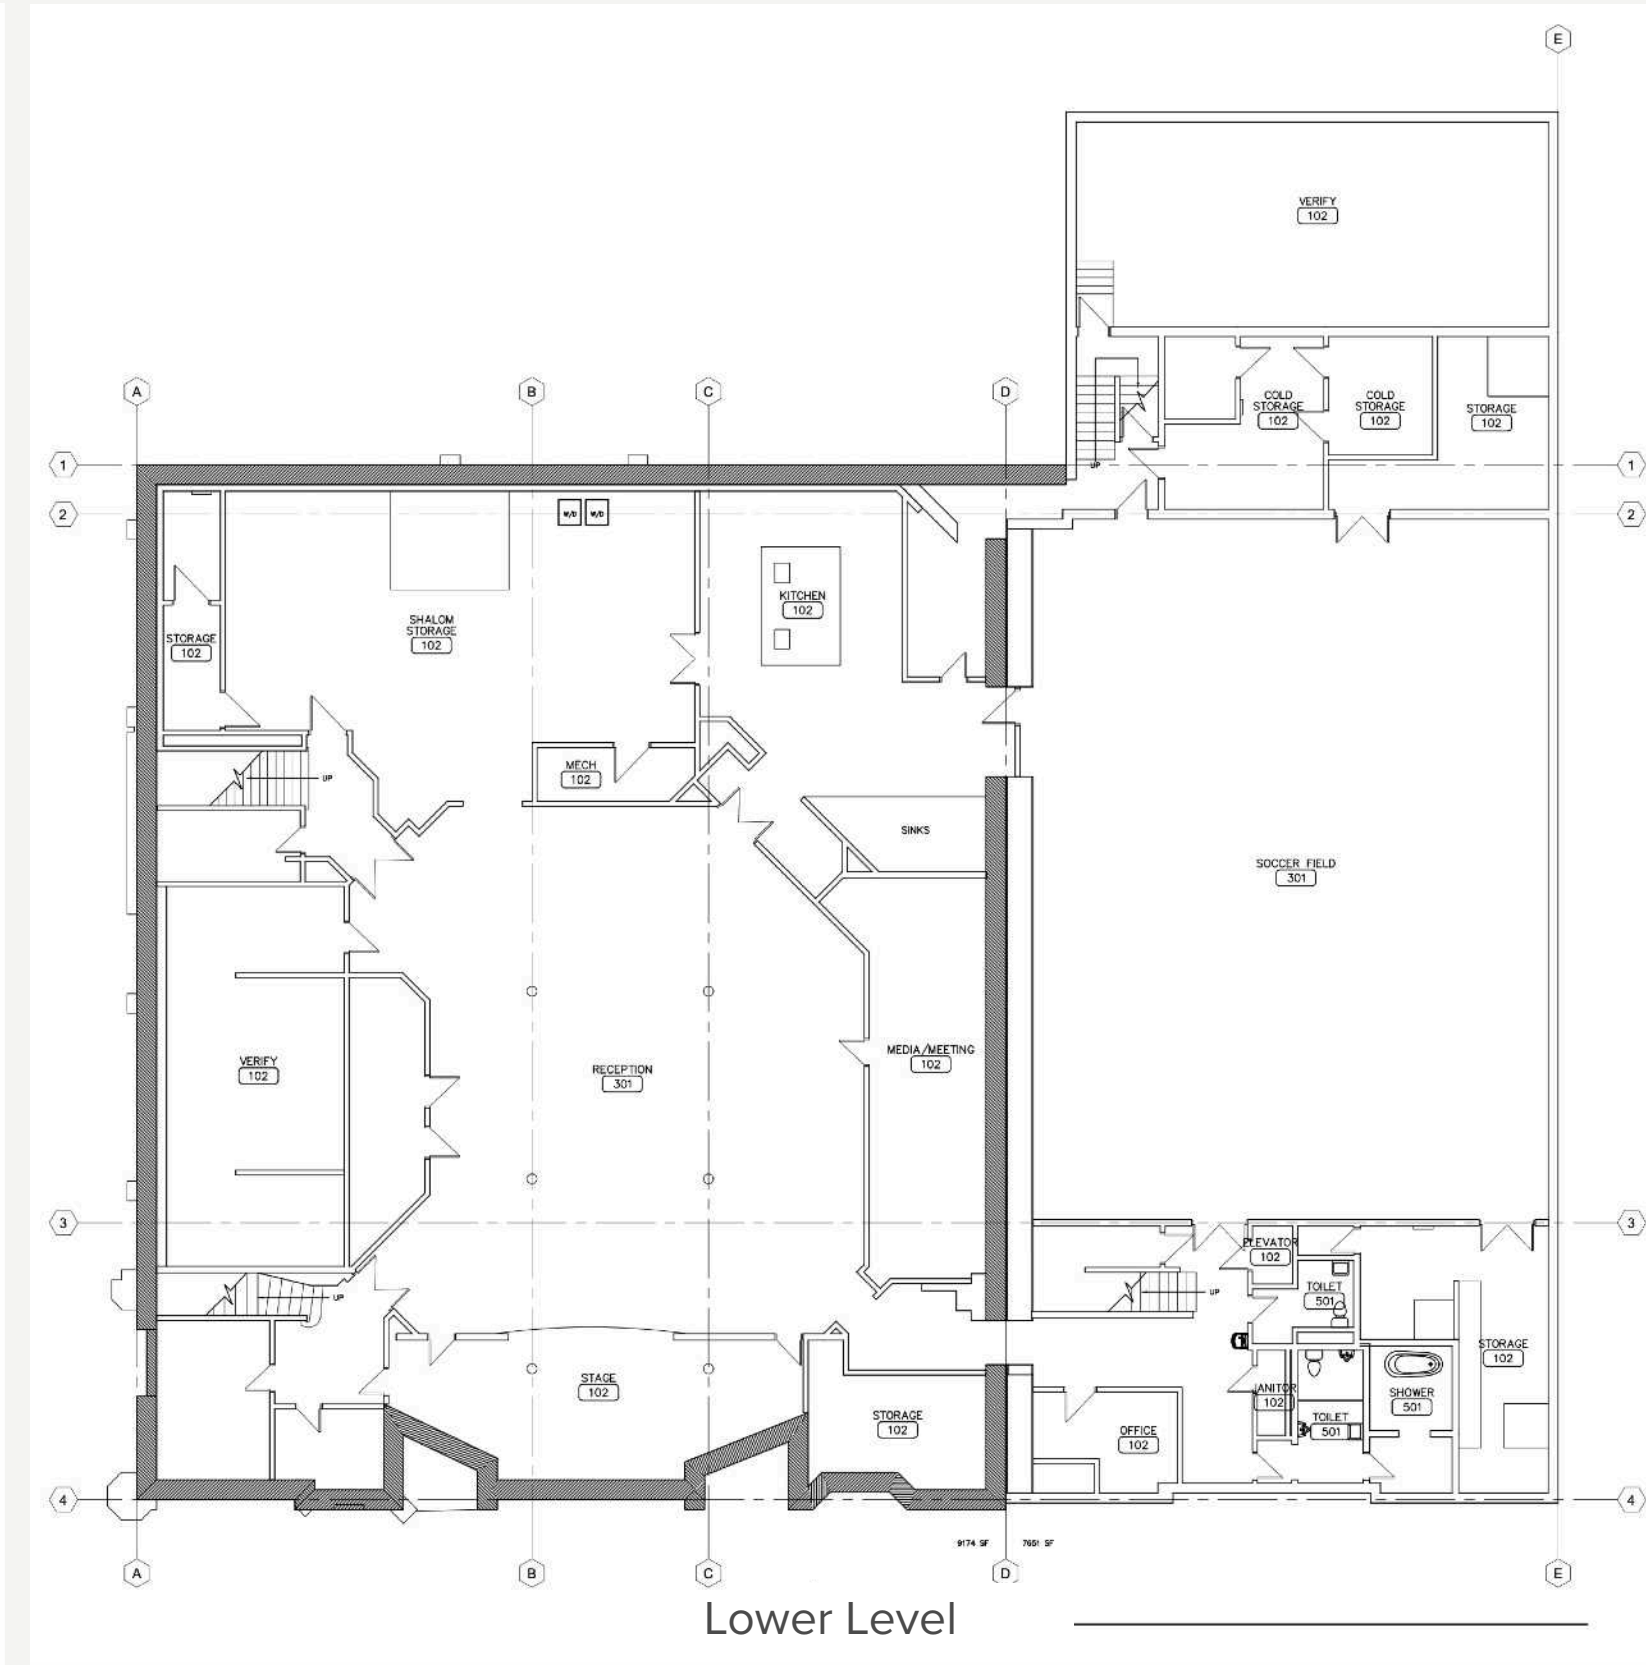 E
VERIFY
102
A
B
C
D
COLD
STORAGE
102
COLD
STORAGE
102
STORAGE
102
1
UP
1
2
W/D
W/D
2
KITCHEN
102
SHALOM
STORAGE
102
STORAGE
102
MECH
102
UP
SINKS
SOCCER FIELD
301
VERIFY
102
RECEPTION
301
MEDIA/MEETING
102
3
3
ELEVATOR
102
UP
UP
TOILET
501
STORAGE
102
STAGE
102
JANITOR
102
SHOWER
501
STORAGE
102
TOILET
501
OFFICE
102
4
4
9174 SF
7651 SF
A
B
C
D
E
Lower Level